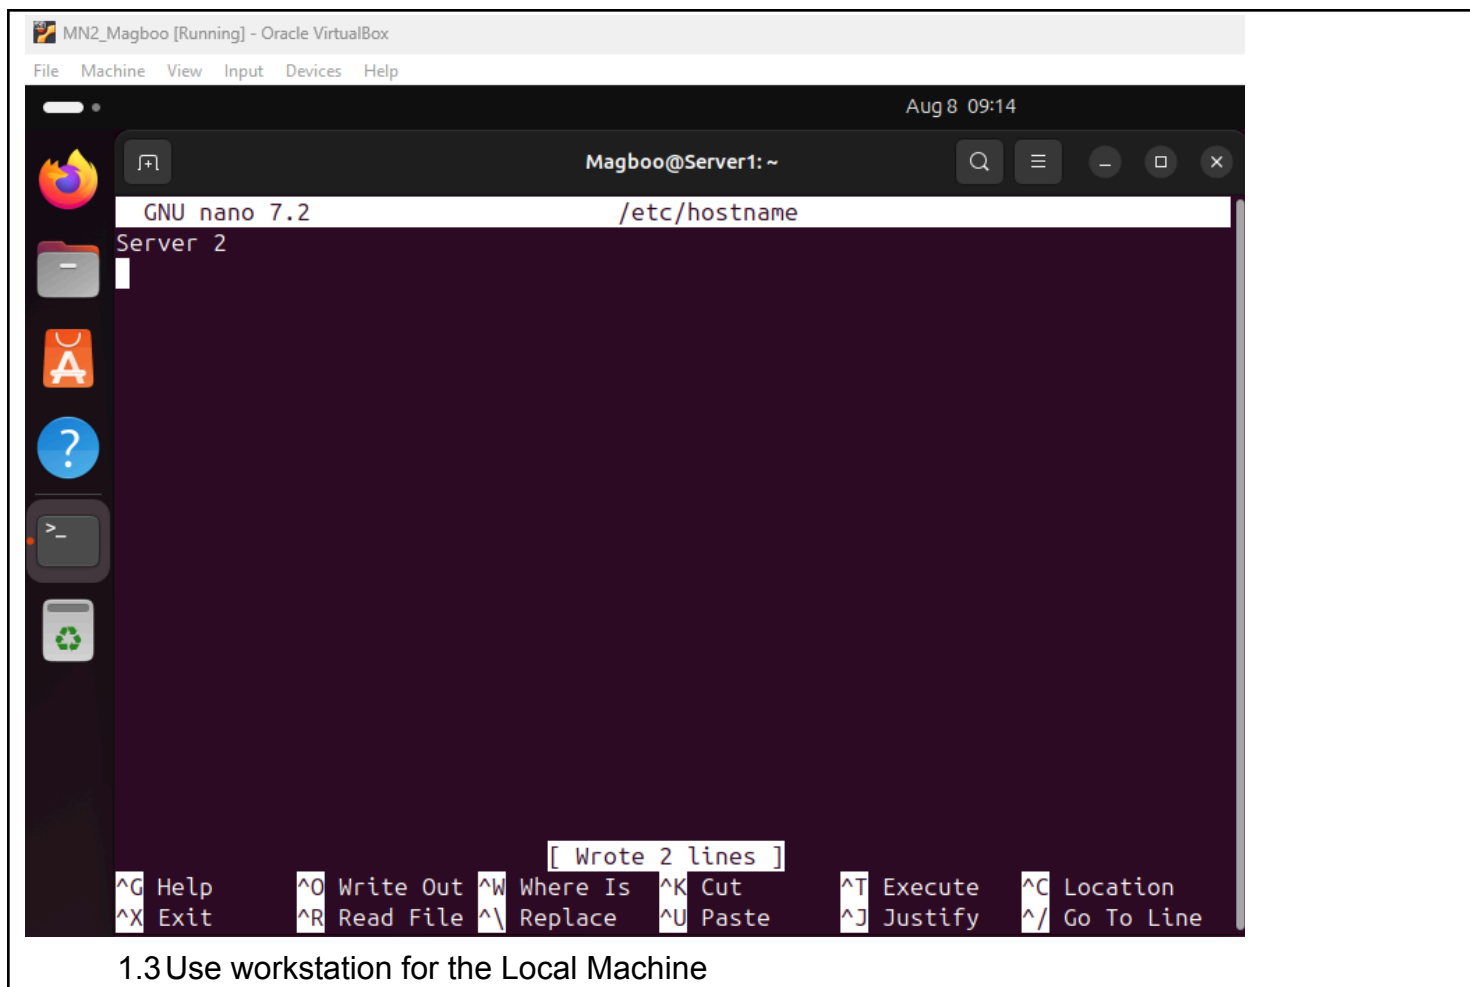 MN2_Magboo [Running] - Oracle VirtualBox
File Machine View Input Devices Help
Aug 8 09:14
Magboo@Server1: ~
GNU nano 7.2 /etc/hostname
Server 2
[ Wrote 2 lines ]
^G Help ^O Write Out ^W Where Is ^K Cut ^T Execute ^C Location
^X Exit ^R Read File ^\ Replace ^U Paste ^J Justify ^/ Go To Line
1.3 Use workstation for the Local Machine